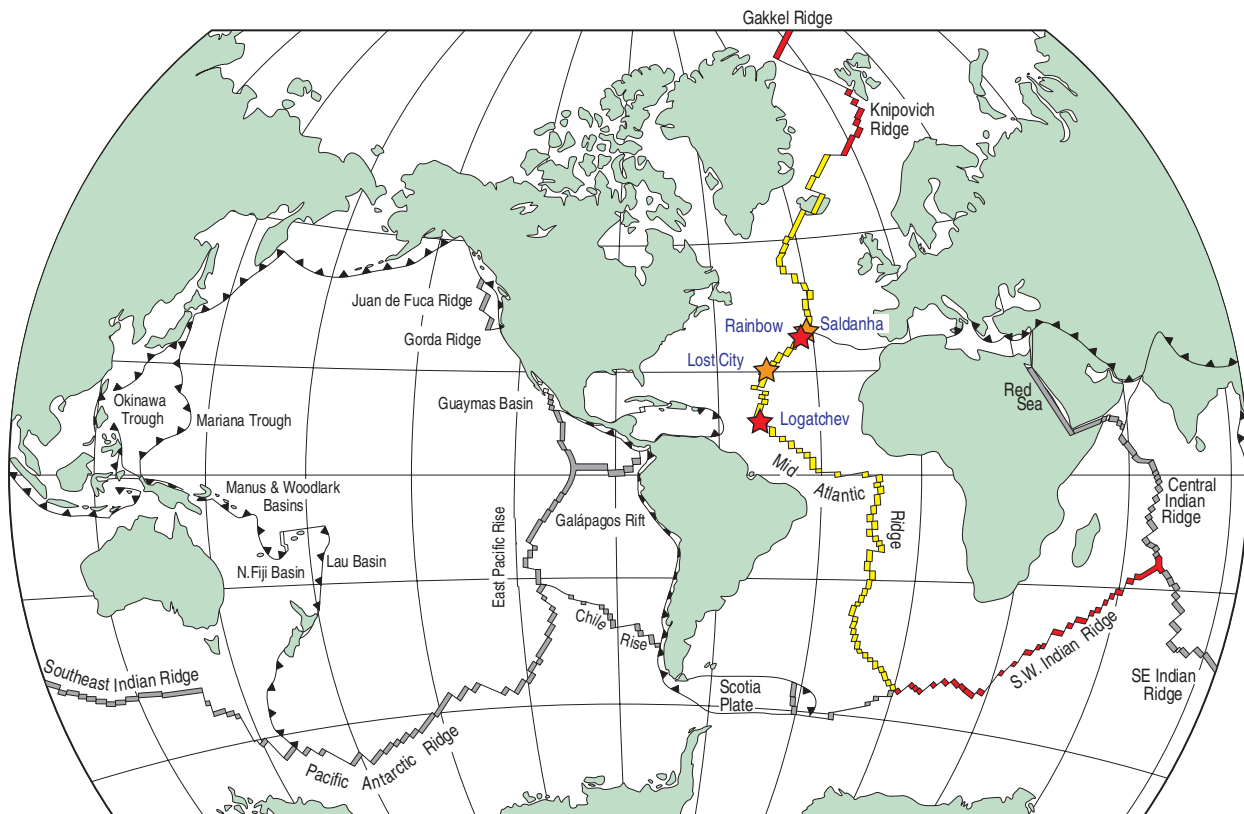 Gakkel Ridge
Knipovich
Ridge
Juan de Fuca Ridge
Gorda Ridge
Rainbow
Saldanha
Lost City
Okinawa
Trough
Mariana Trough
Guaymas Basin
Logatchev
Red
Sea
Manus & Woodlark
Basins
Mid
Atlantic
Ridge
Central
Indian
Ridge
Galápagos Rift
East Pacific Rise
N.Fiji Basin
Lau Basin
Chile
Rise
Southeast Indian Ridge
Scotia
Plate
S.W. Indian Ridge
SE Indian
Ridge
Pacific Antarctic Ridge